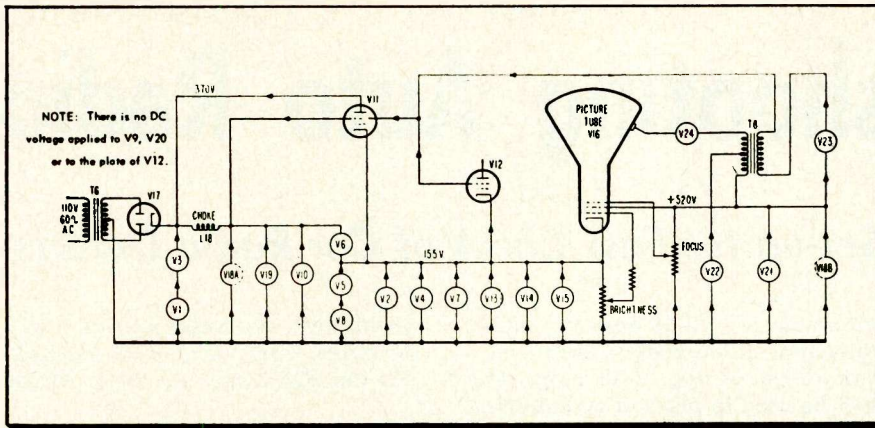 370V
V11
NOTE: There is no DC
voltage applied to V9, V20
or to the plate of V12.
PICTURE
TUBE
V16
V24
T8
V23
V12
T6
V17
110V
60~
AC
CHOKE
L18
+520V
V3
V6
155V
FOCUS
V18A
V19
V10
V5
V2
V4
V7
V13
V14
V15
V22
V21
V18B
V1
V8
BRIGHTNESS